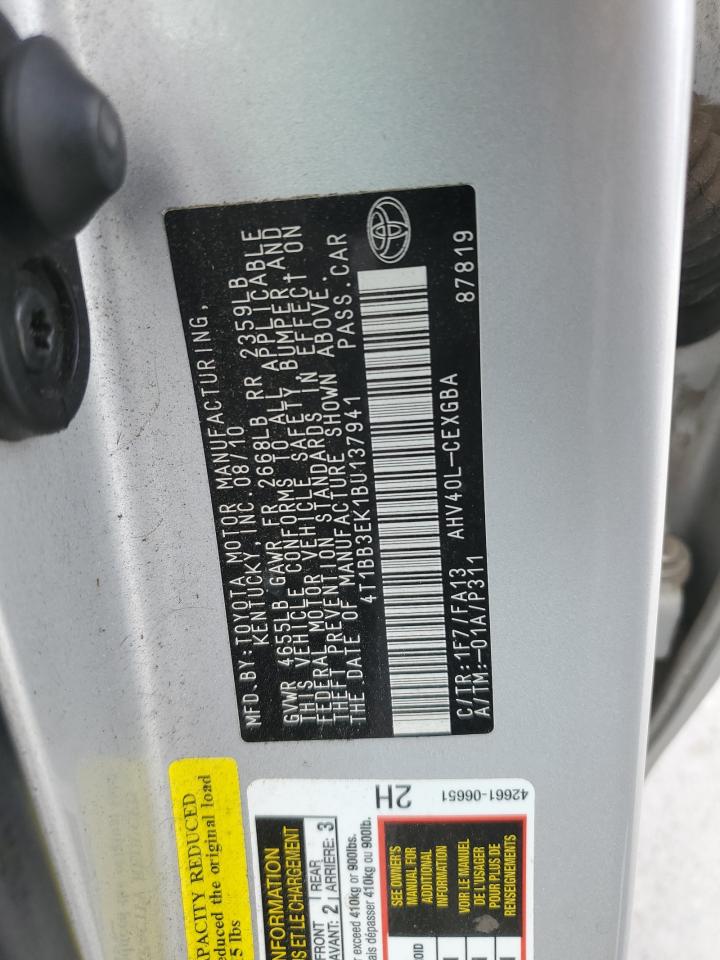 MFD.BY:TOYOTA MOTOR MANUFACTURING,
KENTUCKY, INC. 08/10
GVWR 4655LB GAWR FR 2668LB RR 2359LB
THIS VEHICLE CONFORMS TO ALL APPLICABLE
FEDERAL MOTOR VEHICLE SAFETY BUMPER AND
THEFT PREVENTION STANDARDS IN EFFECT ON
THE DATE OF MANUFACTURE SHOWN ABOVE.
4T1BB3EK1BU137941 PASS.CAR
C/TR:1F7/FA13 AHV40L-CEXGBA
A/TM:-01A/P311 87819
CAPACITY REDUCED
reduced the original load
5 lbs
2H
42661-06651
INFORMATION
ET LE CHARGEMENT
FRONT 2 REAR 3
AVANT: ARRIÈRE:
exceed 410kg or 900lbs.
dépasser 410kg ou 900lb.
SEE OWNER'S
MANUAL FOR
ADDITIONAL
INFORMATION
VOIR LE MANUEL
DE L'USAGER
POUR PLUS DE
RENSEIGNEMENTS